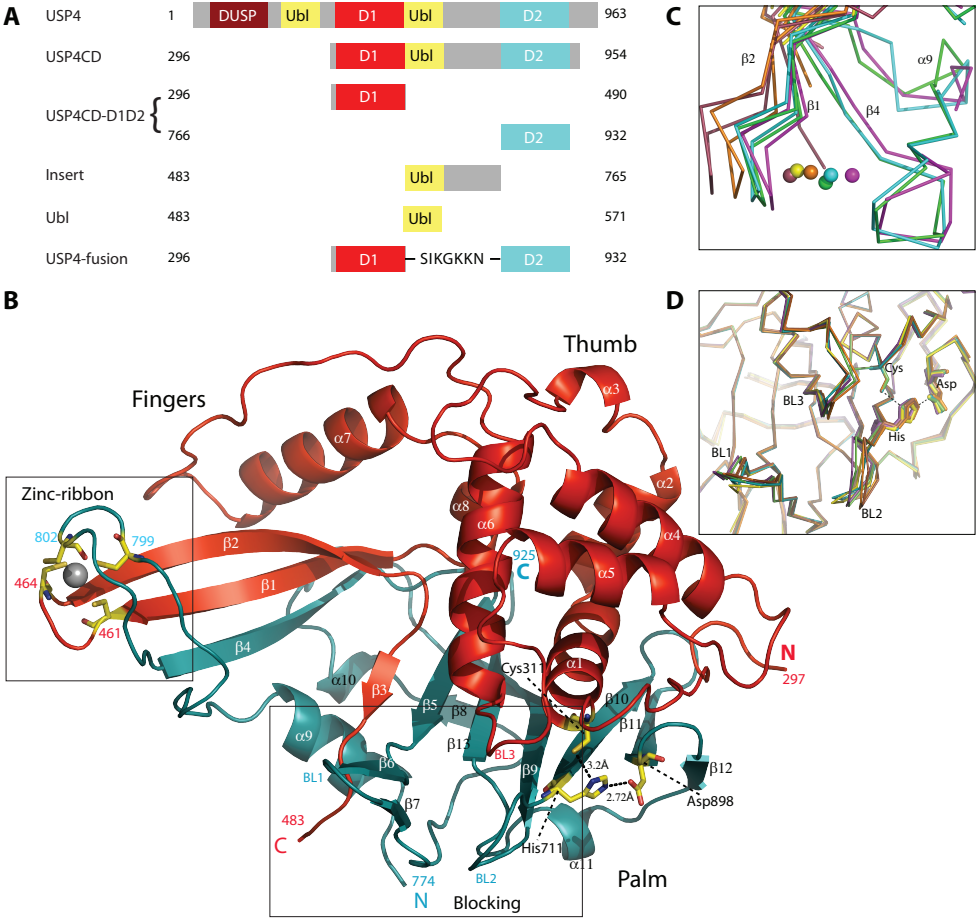 A
USP4 1 DUSP Ubl D1 Ubl D2 963
USP4CD 296 D1 Ubl D2 954
USP4CD-D1D2 {
296 D1 490
766 D2 932
Insert 483 Ubl 765
Ubl 483 Ubl 571
USP4-fusion 296 D1 SIKGKKN D2 932
C
β2
α9
β1
β4
D
Cys
BL3
Asp
His
BL1
BL2
B
Thumb
Fingers
α3
α7
Zinc-ribbon
α2
802
799
α8
α6
α4
β2
925
C
464
β1
α5
461
N
β4
Cys311
α1
297
α10
β3
β10
β5
β8
β11
α9
β13
BL3
BL1
β6
β9
3.2Å
β12
β7
2.72Å
Asp898
483
C
His711
α11
774
BL2
N
Blocking
Palm